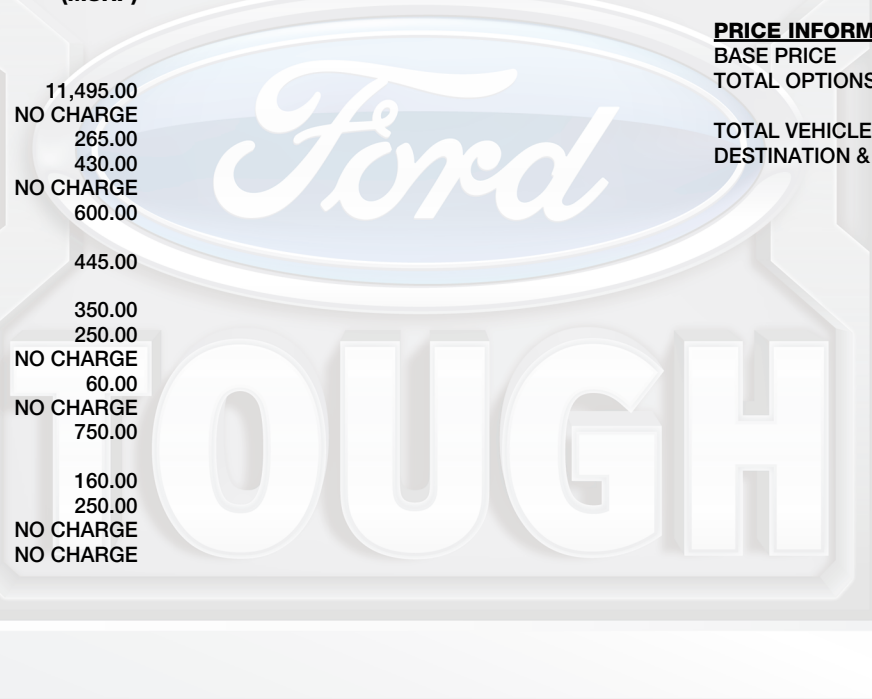 11,495.00
NO CHARGE
265.00
430.00
NO CHARGE
600.00
445.00
350.00
250.00
NO CHARGE
60.00
NO CHARGE
750.00
160.00
250.00
NO CHARGE
NO CHARGE
PRICE INFORM
BASE PRICE
TOTAL OPTIONS
TOTAL VEHICLE
DESTINATION &
Ford
TOUGH